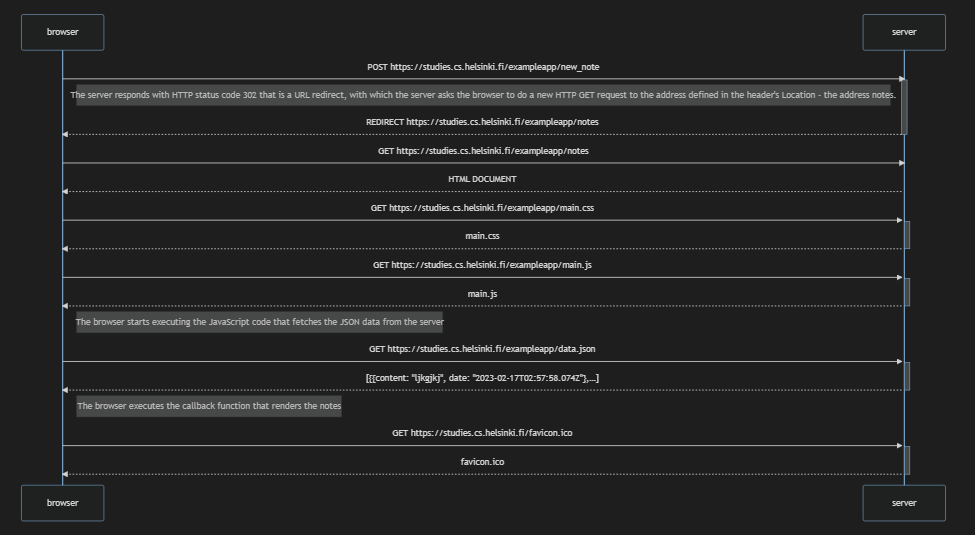 browser
server
POST https://studies.cs.helsinki.fi/exampleapp/new_note
The server responds with HTTP status code 302 that is a URL redirect, with which the server asks the browser to do a new HTTP GET request to the address defined in the header's Location - the address notes.
REDIRECT https://studies.cs.helsinki.fi/exampleapp/notes
GET https://studies.cs.helsinki.fi/exampleapp/notes
HTML DOCUMENT
GET https://studies.cs.helsinki.fi/exampleapp/main.css
main.css
GET https://studies.cs.helsinki.fi/exampleapp/main.js
main.js
The browser starts executing the JavaScript code that fetches the JSON data from the server
GET https://studies.cs.helsinki.fi/exampleapp/data.json
[{{content: "ljkgjkj", date: "2023-02-17T02:57:58.074Z"},...]
The browser executes the callback function that renders the notes
GET https://studies.cs.helsinki.fi/favicon.ico
favicon.ico
browser
server